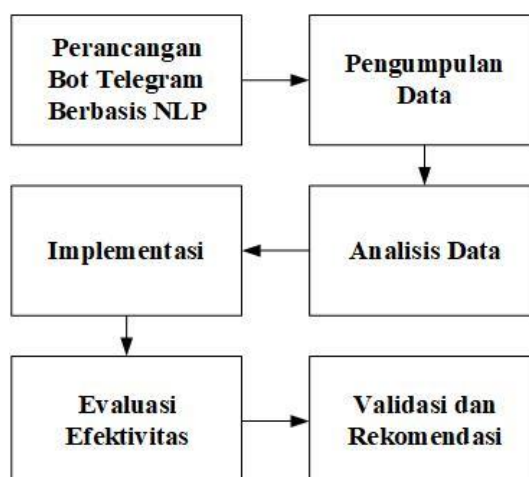 Perancangan
Bot Telegram
Berbasis NLP
Pengumpulan
Data
Analisis Data
Implementasi
Evaluasi
Efektivitas
Validasi dan
Rekomendasi